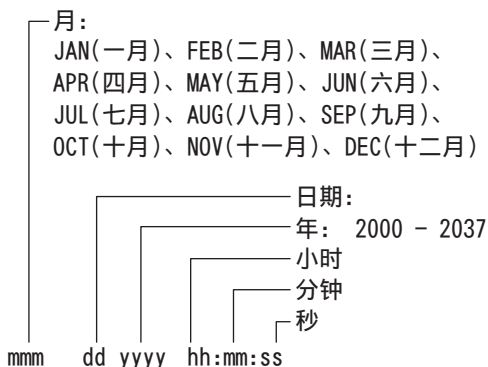 月:
JAN(一月)、FEB(二月)、MAR(三月)、
APR(四月)、MAY(五月)、JUN(六月)、
JUL(七月)、AUG(八月)、SEP(九月)、
OCT(十月)、NOV(十一月)、DEC(十二月)
日期:
年: 2000 - 2037
小时
分钟
秒
mmm dd yyyy hh:mm:ss